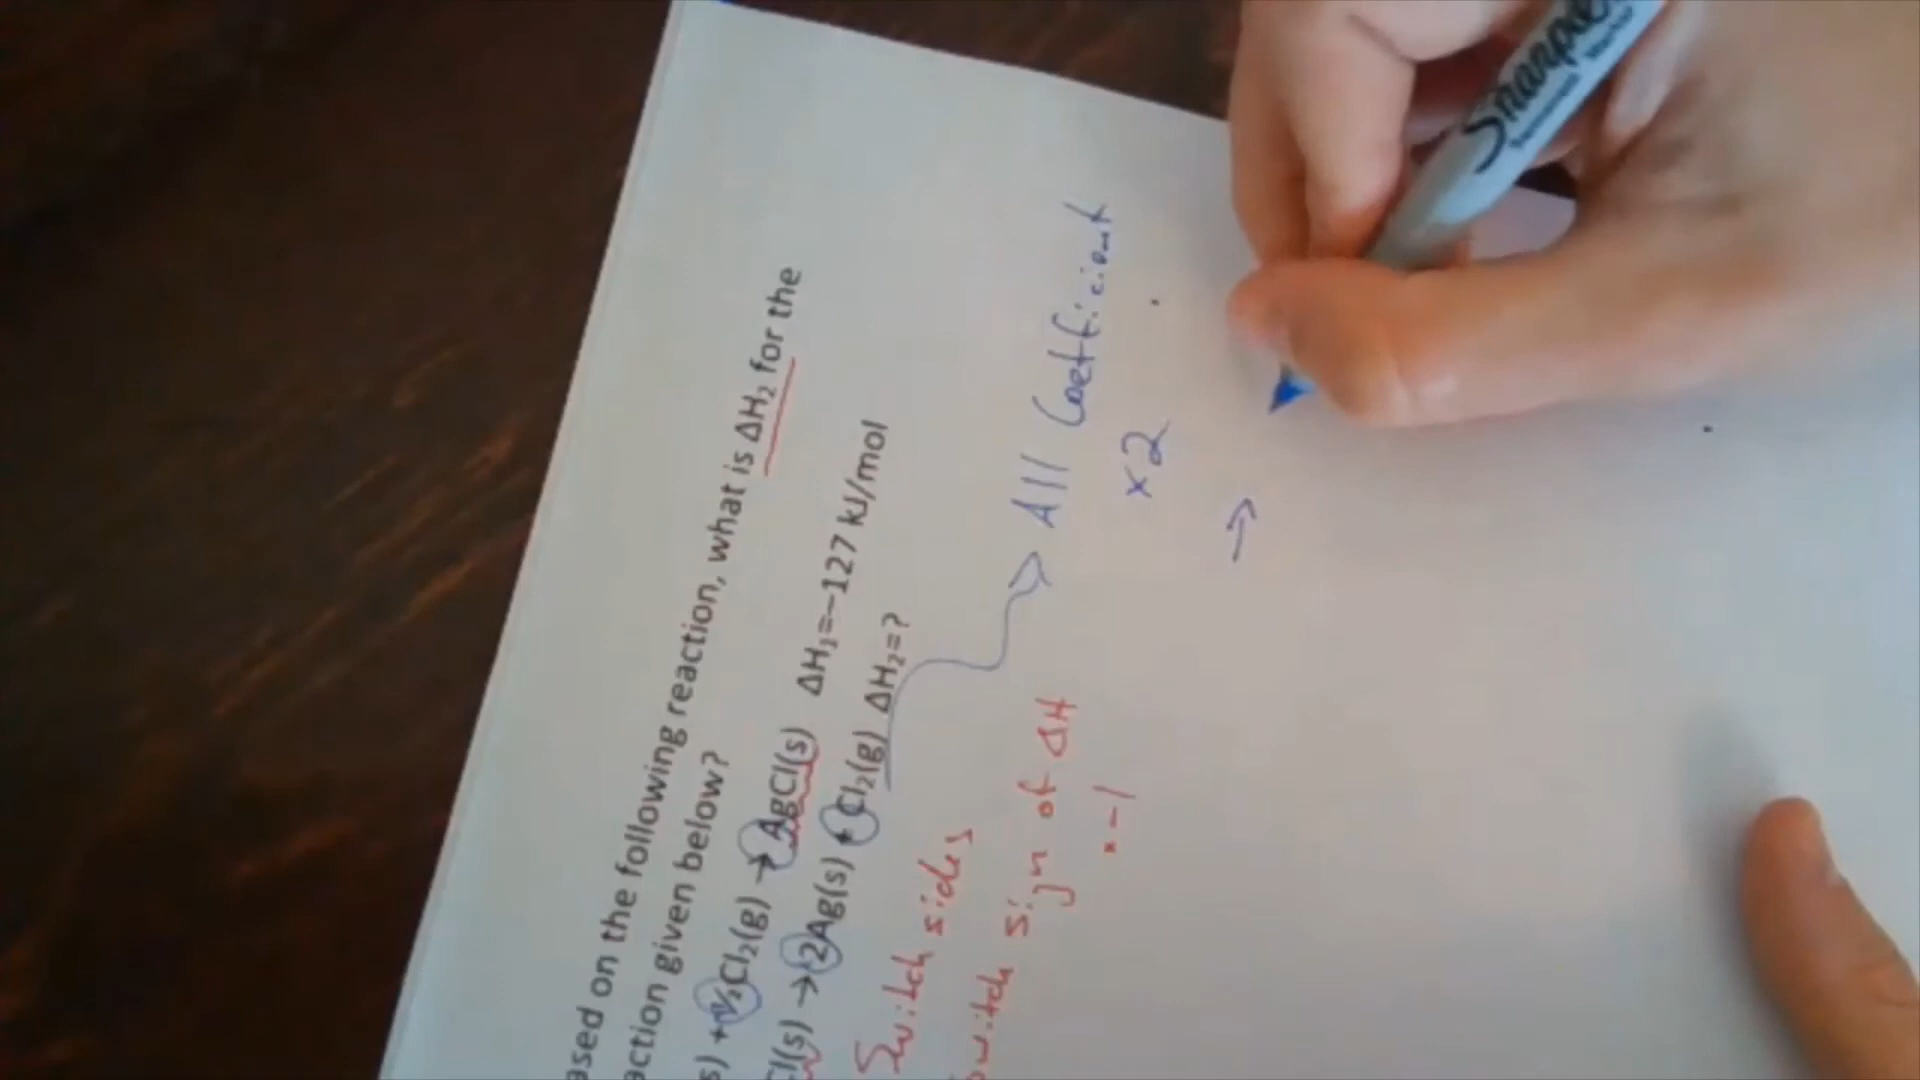 ased on the following reaction, what is ΔH₂ for the
action given below?
s) + ½Cl₂(g) → AgCl(s) ΔH₁=−127 kJ/mol
Cl(s) → 2Ag(s) + Cl₂(g) ΔH₂=?
Switch sides
switch sign of ΔH
× -1
→ All Coefficient
×2
→
Sharpie